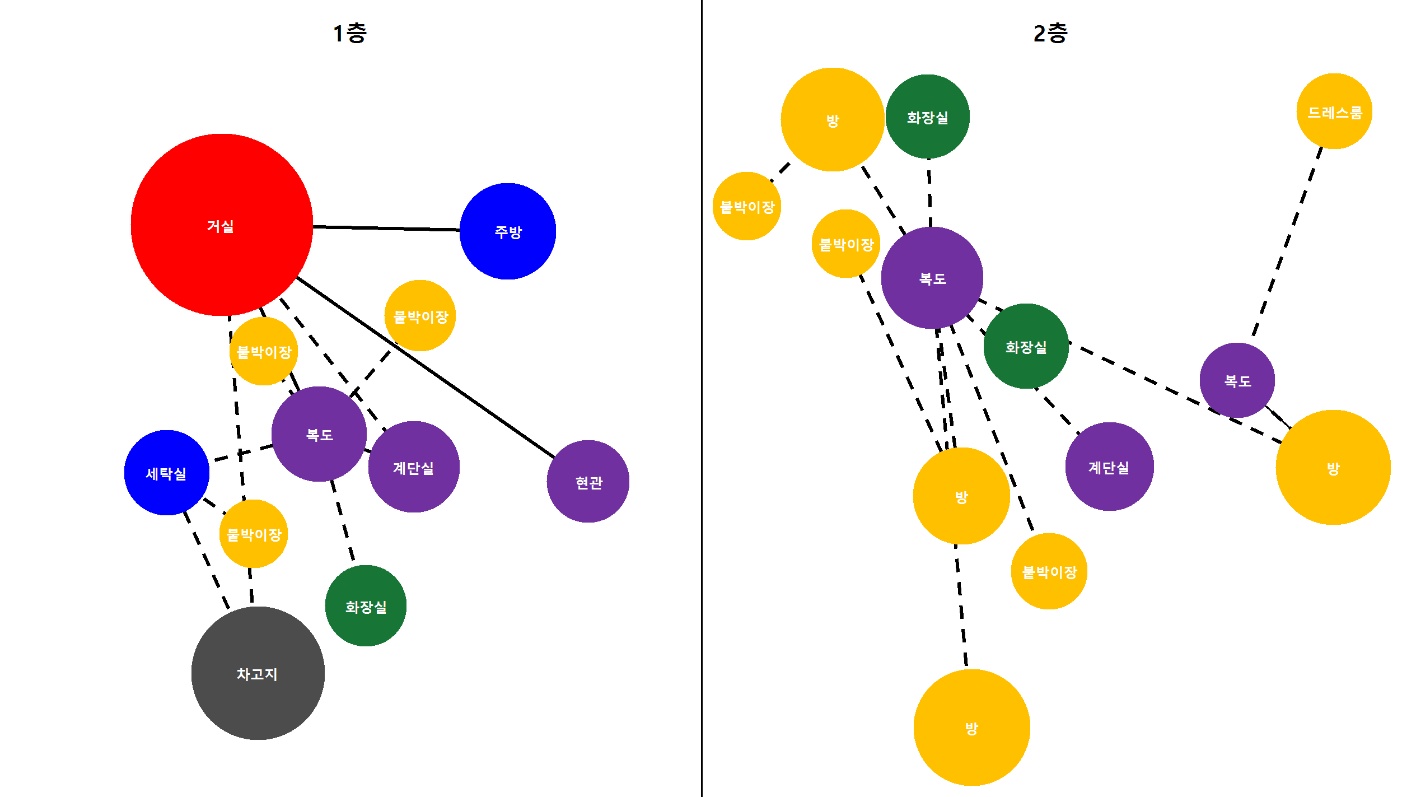 1층
거실
주방
붙박이장
붙박이장
복도
세탁실
계단실
현관
붙박이장
화장실
차고지
2층
방
화장실
드레스룸
붙박이장
붙박이장
복도
화장실
복도
계단실
방
방
붙박이장
방